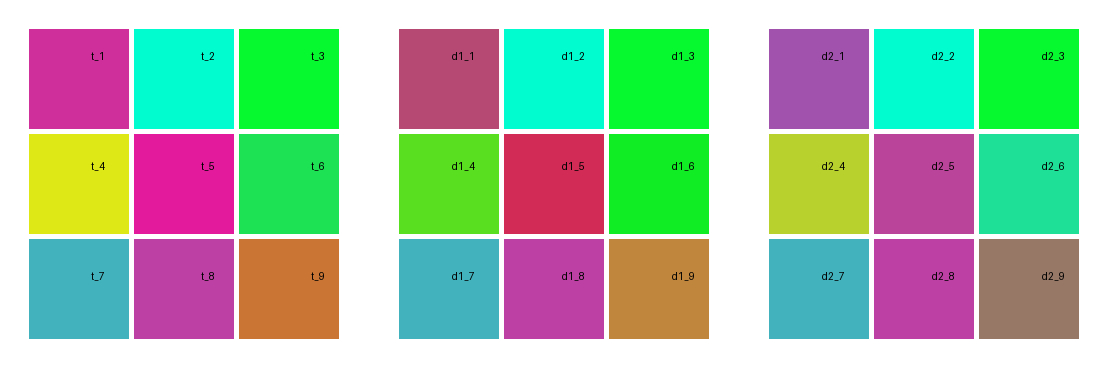 t_1 t_2 t_3 d1_1 d1_2 d1_3 d2_1 d2_2 d2_3
t_4 t_5 t_6 d1_4 d1_5 d1_6 d2_4 d2_5 d2_6
t_7 t_8 t_9 d1_7 d1_8 d1_9 d2_7 d2_8 d2_9